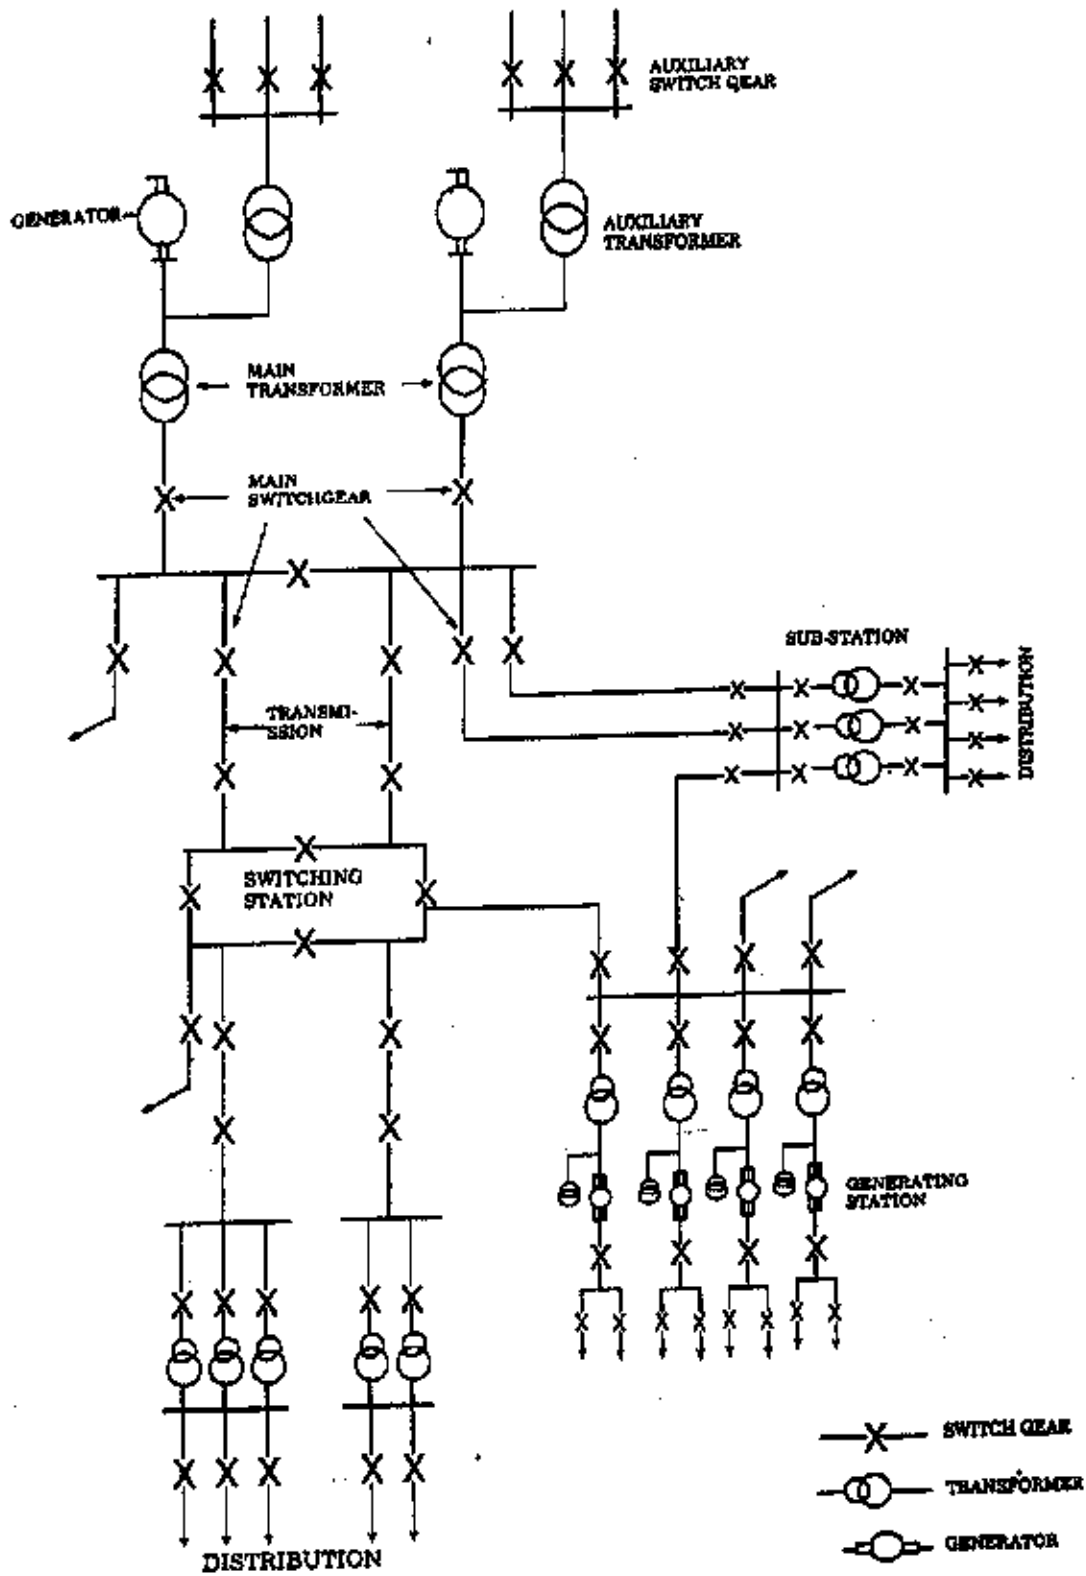 AUXILIARY
SWITCH GEAR
GENERATOR
AUXILIARY
TRANSFORMER
MAIN
TRANSFORMER
MAIN
SWITCHGEAR
SUB-STATION
DISTRIBUTION
TRANSMI-
SSION
SWITCHING
STATION
GENERATING
STATION
SWITCH GEAR
TRANSFORMER
GENERATOR
DISTRIBUTION